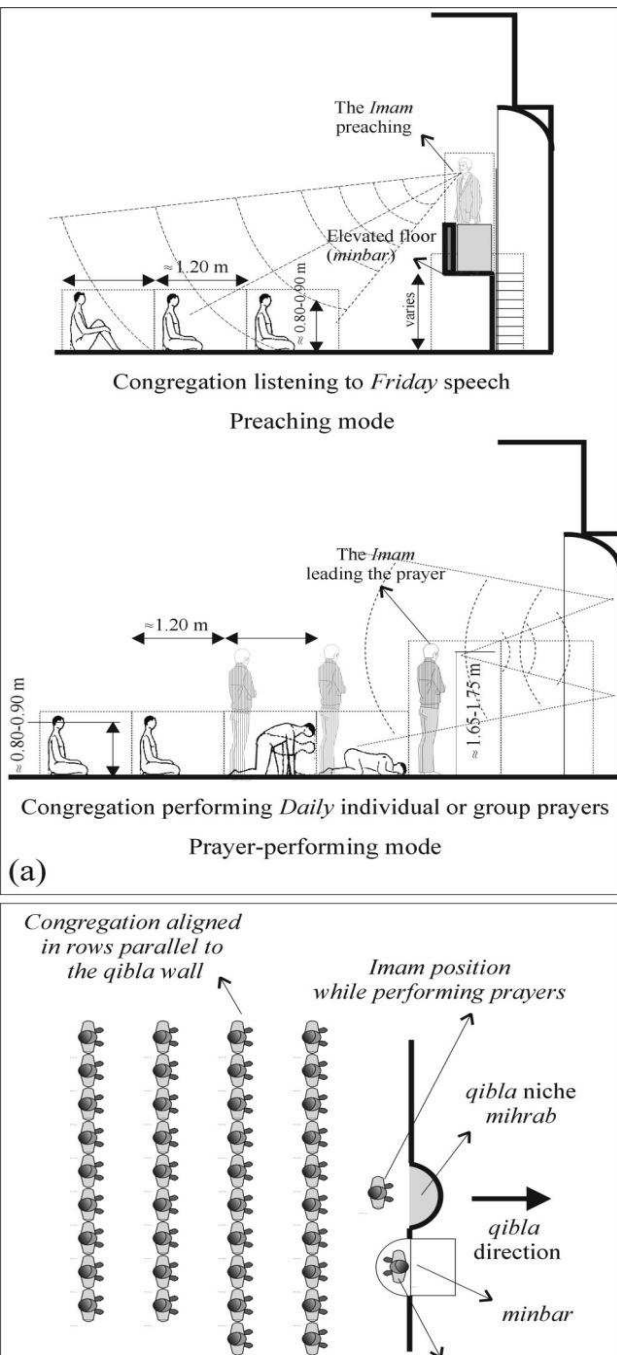 The Imam
preaching
Elevated floor
(minbar)
≈1.20 m
≈0.80-0.90 m
varies
Congregation listening to Friday speech
Preaching mode
The Imam
leading the prayer
≈1.20 m
≈0.80-0.90 m
≈1.65-1.75 m
Congregation performing Daily individual or group prayers
Prayer-performing mode
(a)
Congregation aligned
in rows parallel to
the qibla wall
Imam position
while performing prayers
qibla niche
mihrab
qibla
direction
minbar